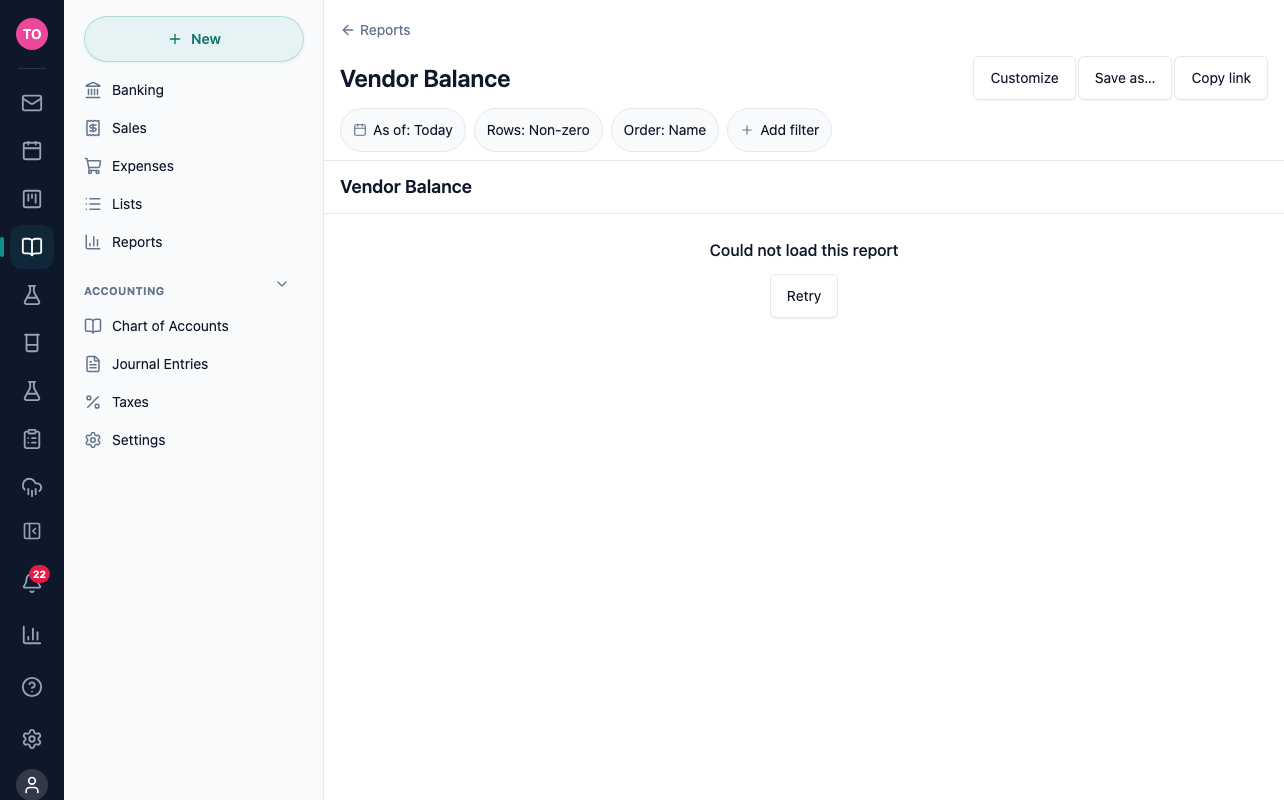 TO
New
Banking
Sales
Expenses
Lists
Reports
ACCOUNTING
Chart of Accounts
Journal Entries
Taxes
Settings
22
Reports
Vendor Balance
Customize
Save as...
Copy link
As of: Today
Rows: Non-zero
Order: Name
Add filter
Vendor Balance
Could not load this report
Retry